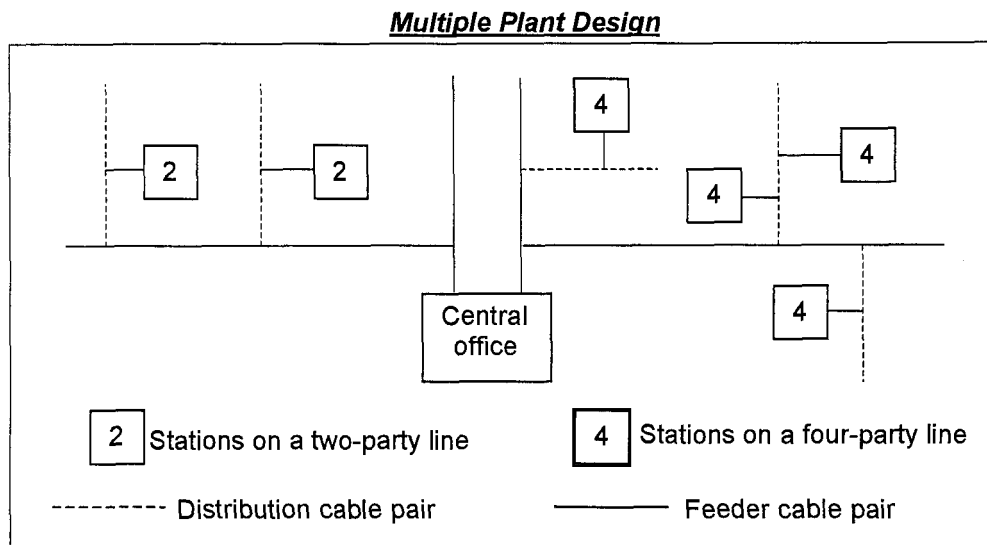 Multiple Plant Design
4
2
2
4
4
4
Central
office
2 Stations on a two-party line
4 Stations on a four-party line
Distribution cable pair
Feeder cable pair